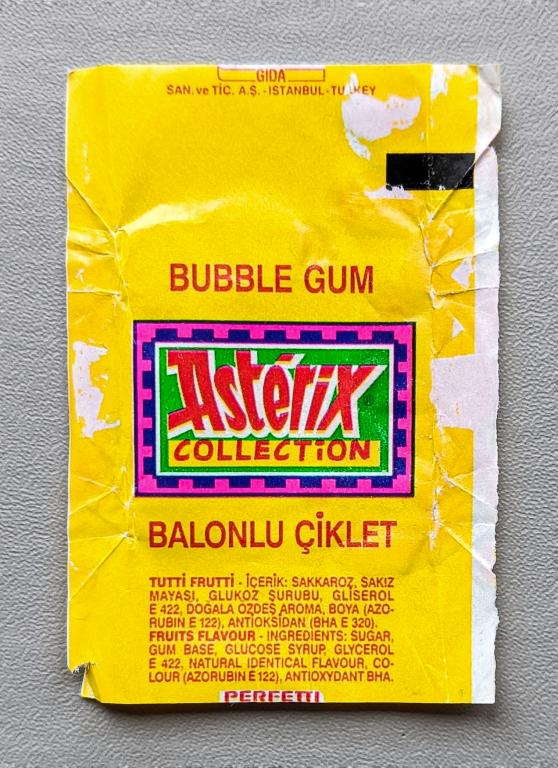 GIDA
SAN. ve TİC. A.Ş. - ISTANBUL - TURKEY
BUBBLE GUM
Astérix ®
COLLECTiON
BALONLU ÇİKLET
TUTTİ FRUTTİ - İÇERİK: SAKKAROZ, SAKIZ
MAYASI, GLUKOZ ŞURUBU, GLİSEROL
E 422, DOĞALA ÖZDEŞ AROMA, BOYA (AZO-
RUBİN E 122), ANTİOKSİDAN (BHA E 320).
FRUITS FLAVOUR - INGREDIENTS: SUGAR,
GUM BASE, GLUCOSE SYRUP, GLYCEROL
E 422, NATURAL IDENTICAL FLAVOUR, CO-
LOUR (AZORUBIN E 122), ANTIOXYDANT BHA.
PERFETTI